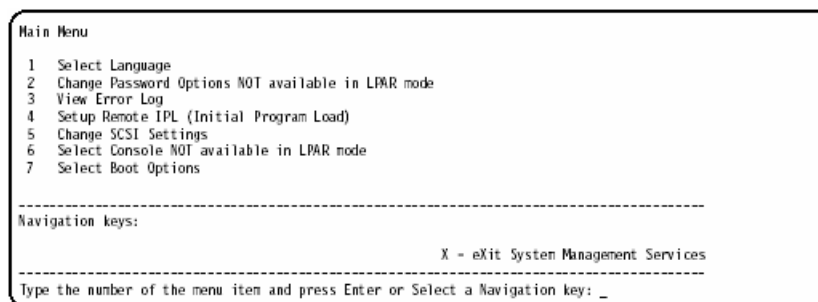 Main Menu
1 Select Language
2 Change Password Options NOT available in LPAR mode
3 View Error Log
4 Setup Remote IPL (Initial Program Load)
5 Change SCSI Settings
6 Select Console NOT available in LPAR mode
7 Select Boot Options
-------------------------------------------------------------------------------------
Navigation keys:
X - eXit System Management Services
-------------------------------------------------------------------------------------
Type the number of the menu item and press Enter or Select a Navigation key: _